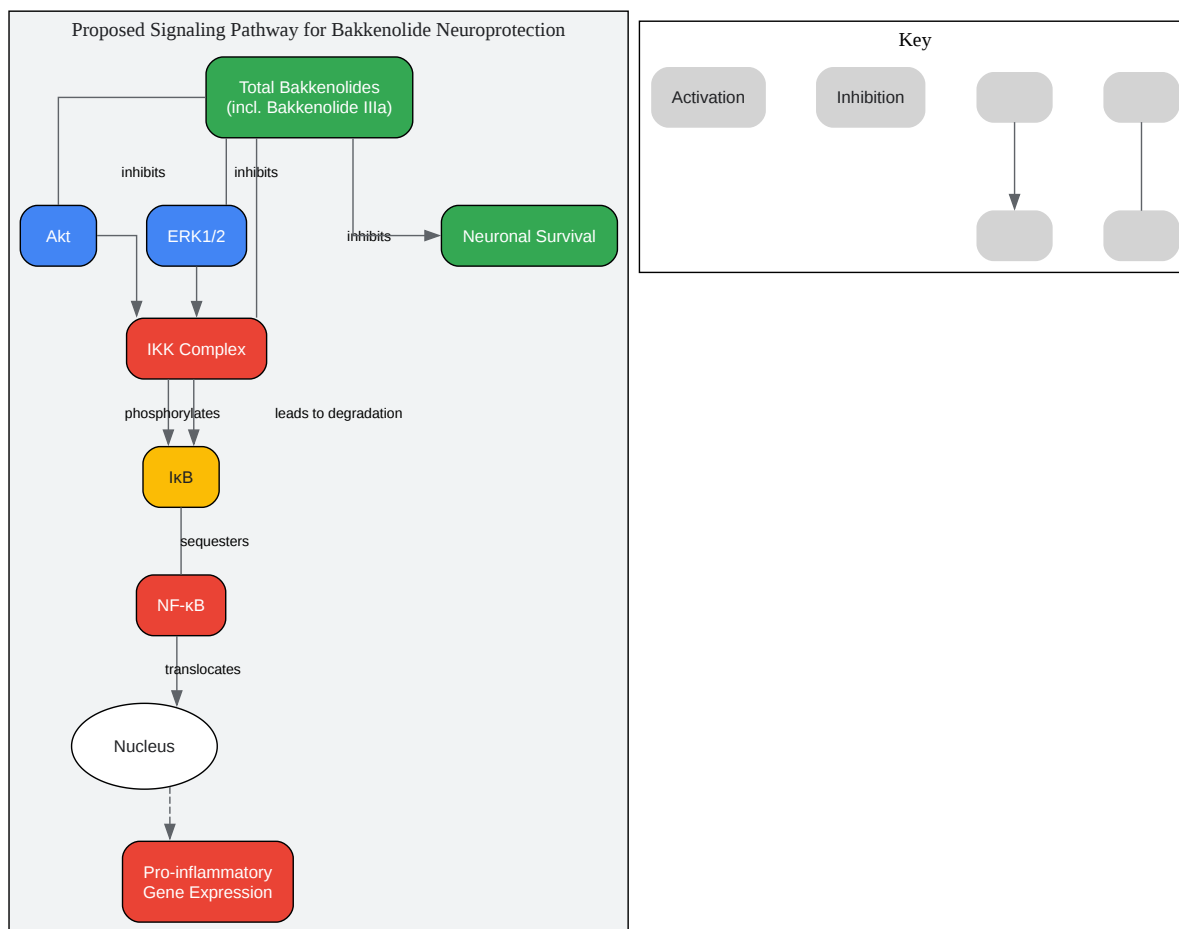 Proposed Signaling Pathway for Bakkenolide Neuroprotection
Total Bakkenolides
(incl. Bakkenolide IIIa)
inhibits
inhibits
Akt
ERK1/2
inhibits
Neuronal Survival
IKK Complex
phosphorylates
leads to degradation
IκB
sequesters
NF-κB
translocates
Nucleus
Pro-inflammatory
Gene Expression
Key
Activation
Inhibition